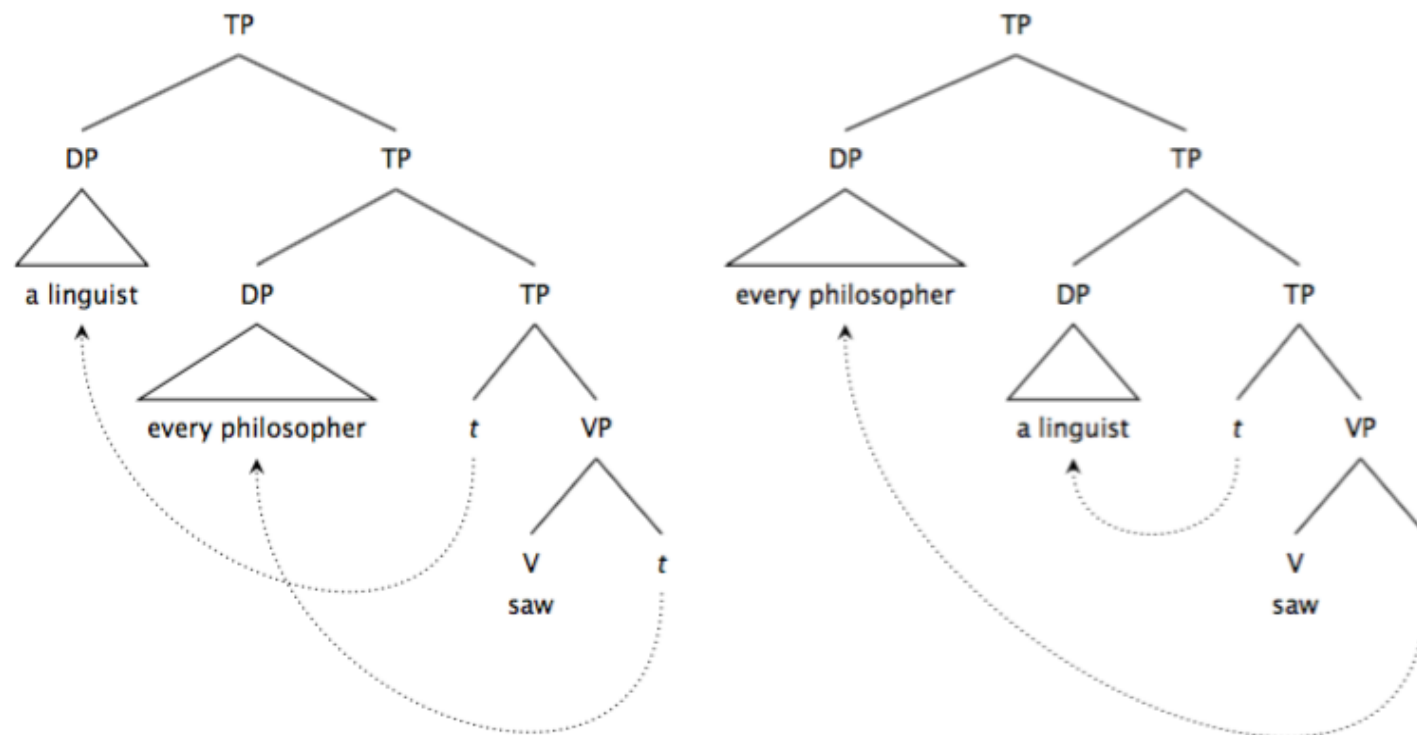 TP TP
DP TP DP TP
a linguist DP TP every philosopher DP TP
every philosopher t VP a linguist t VP
V t V
saw saw